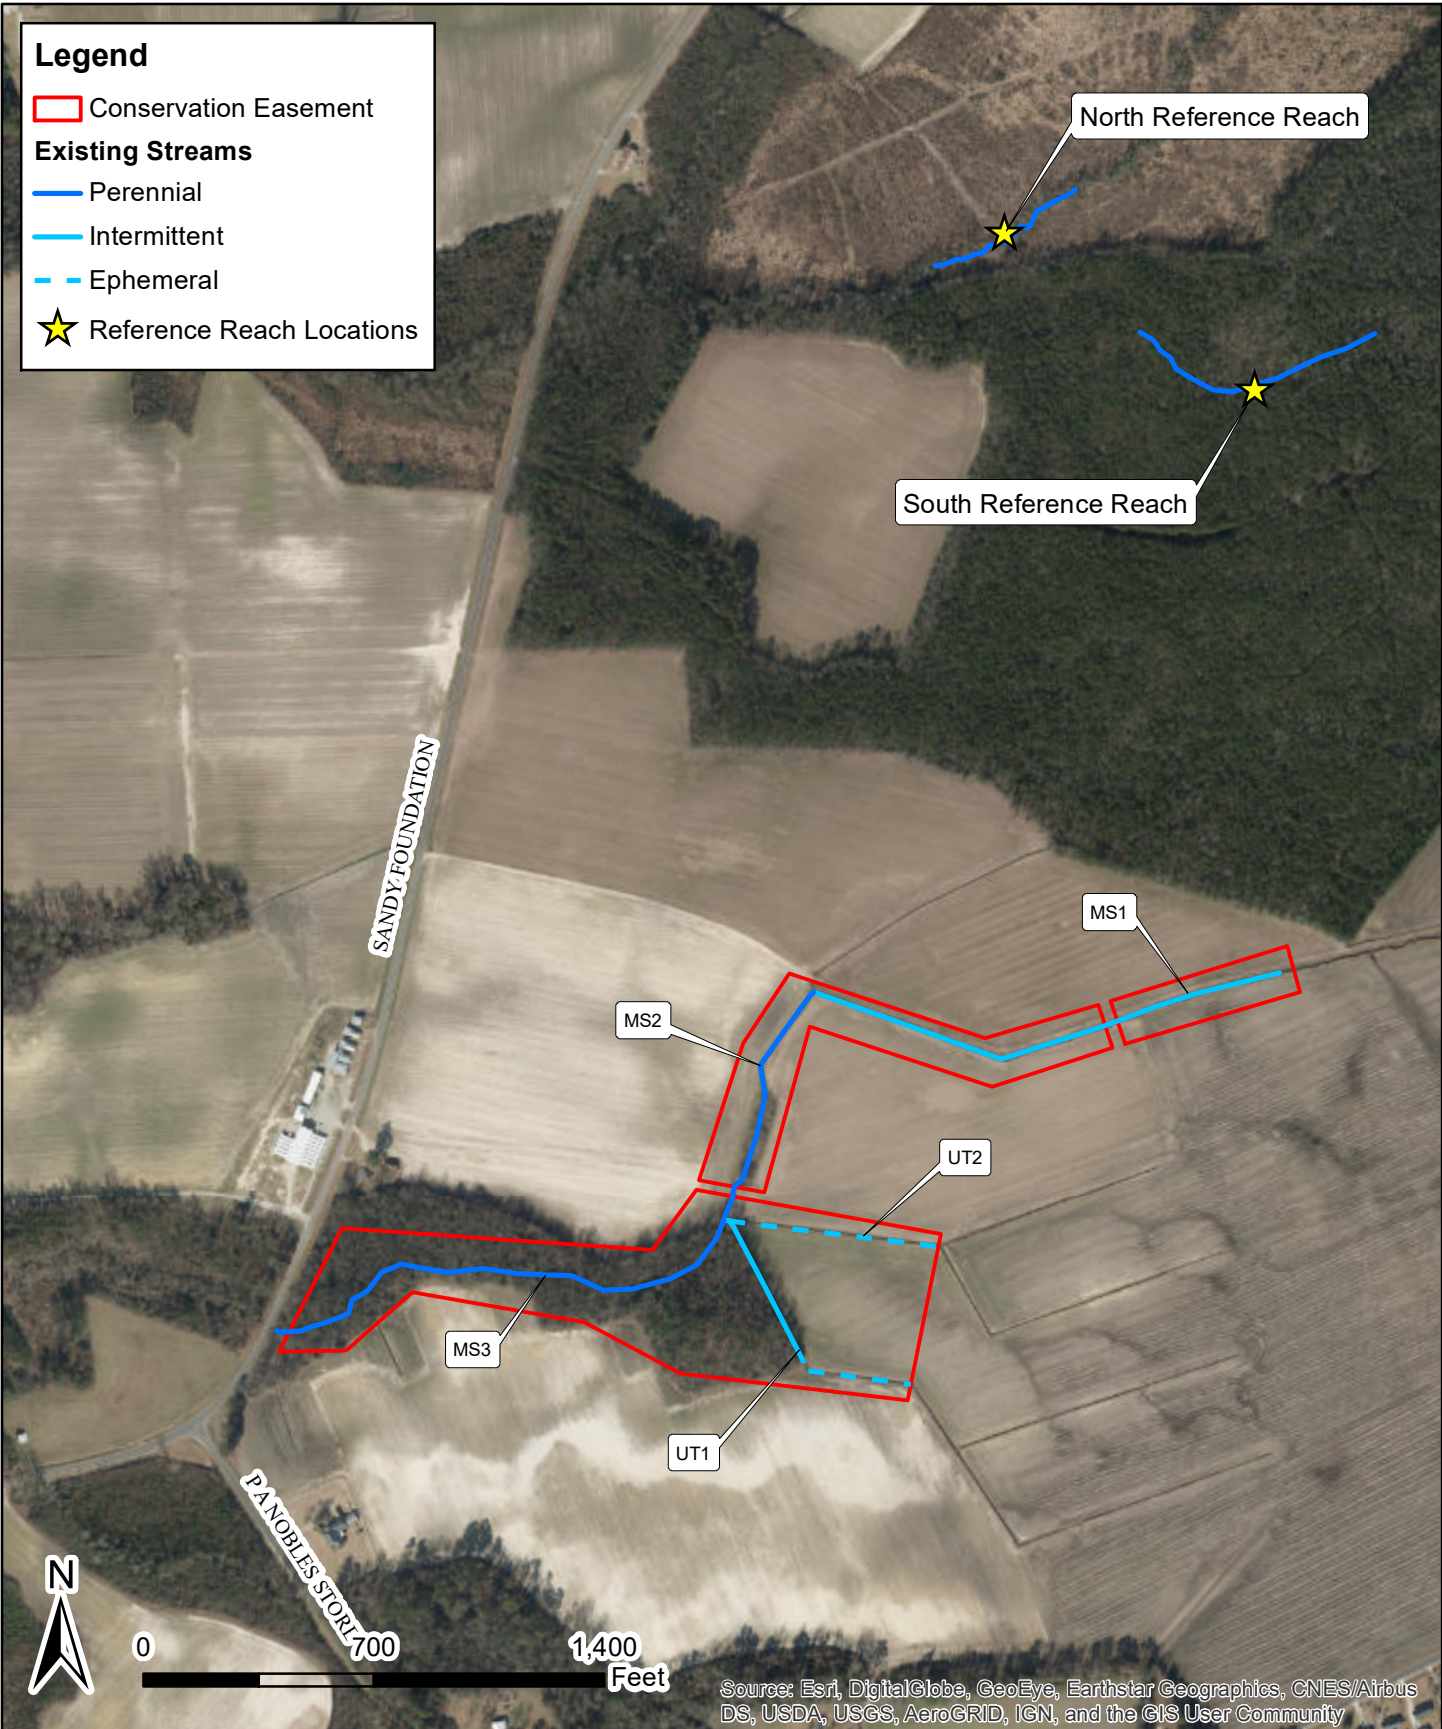 Legend
Conservation Easement
Existing Streams
Perennial
Intermittent
Ephemeral
Reference Reach Locations
North Reference Reach
South Reference Reach
SANDY FOUNDATION
MS1
MS2
UT2
MS3
UT1
P A NOBLES STORE
N
0 700 1,400
Feet
Source: Esri, DigitalGlobe, GeoEye, Earthstar Geographics, CNES/Airbus
DS, USDA, USGS, AeroGRID, IGN, and the GIS User Community